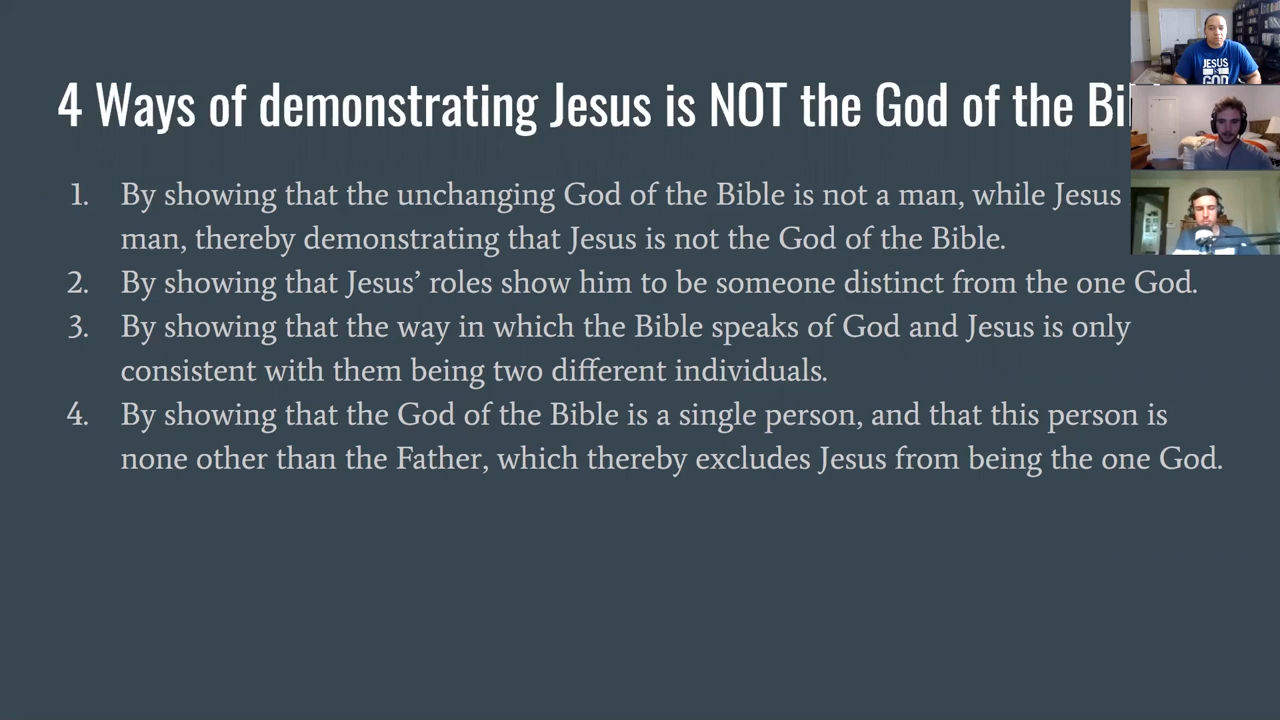 4 Ways of demonstrating Jesus is NOT the God of the
1. By showing that the unchanging God of the Bible is not a man, while Jesus
man, thereby demonstrating that Jesus is not the God of the Bible.
2. By showing that Jesus’ roles show him to be someone distinct from the one God.
3. By showing that the way in which the Bible speaks of God and Jesus is only
consistent with them being two different individuals.
4. By showing that the God of the Bible is a single person, and that this person is
none other than the Father, which thereby excludes Jesus from being the one God.
JESUS
GOD